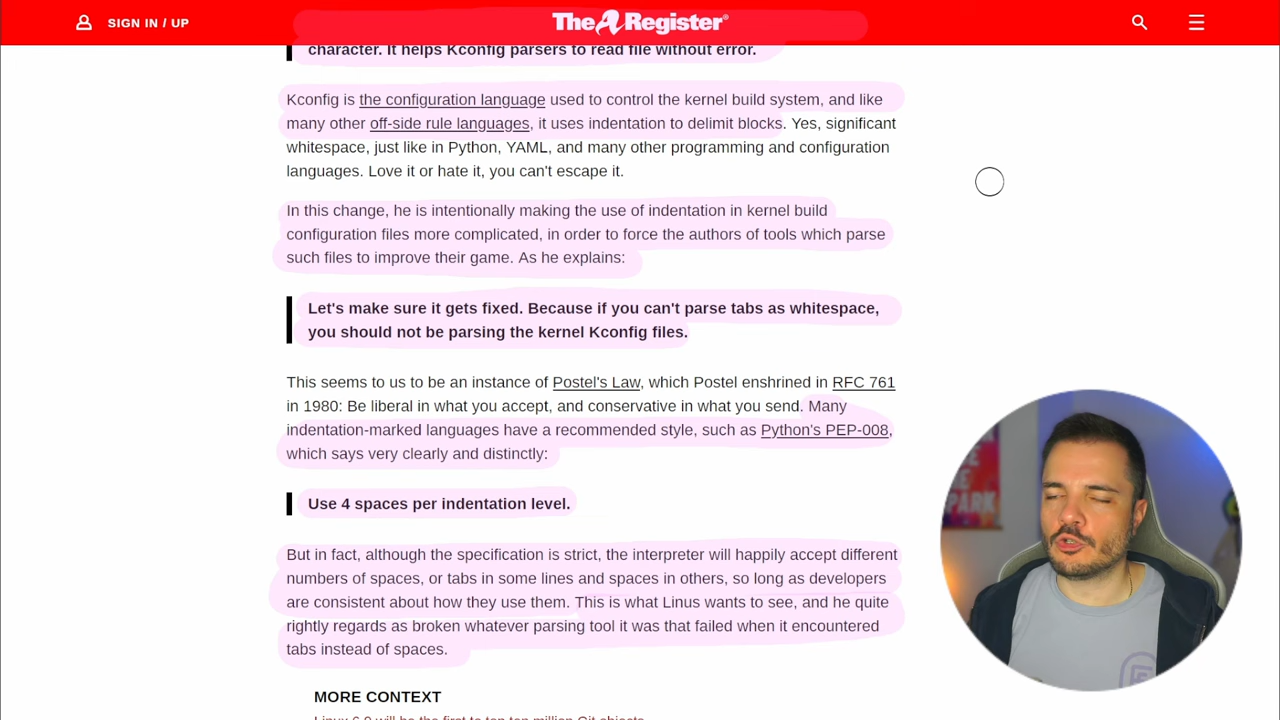 SIGN IN / UP
The Register®
character. It helps Kconfig parsers to read file without error.
Kconfig is the configuration language used to control the kernel build system, and like
many other off-side rule languages, it uses indentation to delimit blocks. Yes, significant
whitespace, just like in Python, YAML, and many other programming and configuration
languages. Love it or hate it, you can't escape it.
In this change, he is intentionally making the use of indentation in kernel build
configuration files more complicated, in order to force the authors of tools which parse
such files to improve their game. As he explains:
Let's make sure it gets fixed. Because if you can't parse tabs as whitespace,
you should not be parsing the kernel Kconfig files.
This seems to us to be an instance of Postel's Law, which Postel enshrined in RFC 761
in 1980: Be liberal in what you accept, and conservative in what you send. Many
indentation-marked languages have a recommended style, such as Python's PEP-008,
which says very clearly and distinctly:
Use 4 spaces per indentation level.
But in fact, although the specification is strict, the interpreter will happily accept different
numbers of spaces, or tabs in some lines and spaces in others, so long as developers
are consistent about how they use them. This is what Linus wants to see, and he quite
rightly regards as broken whatever parsing tool it was that failed when it encountered
tabs instead of spaces.
MORE CONTEXT
Linux 6.9 will be the first to top ten million Git objects